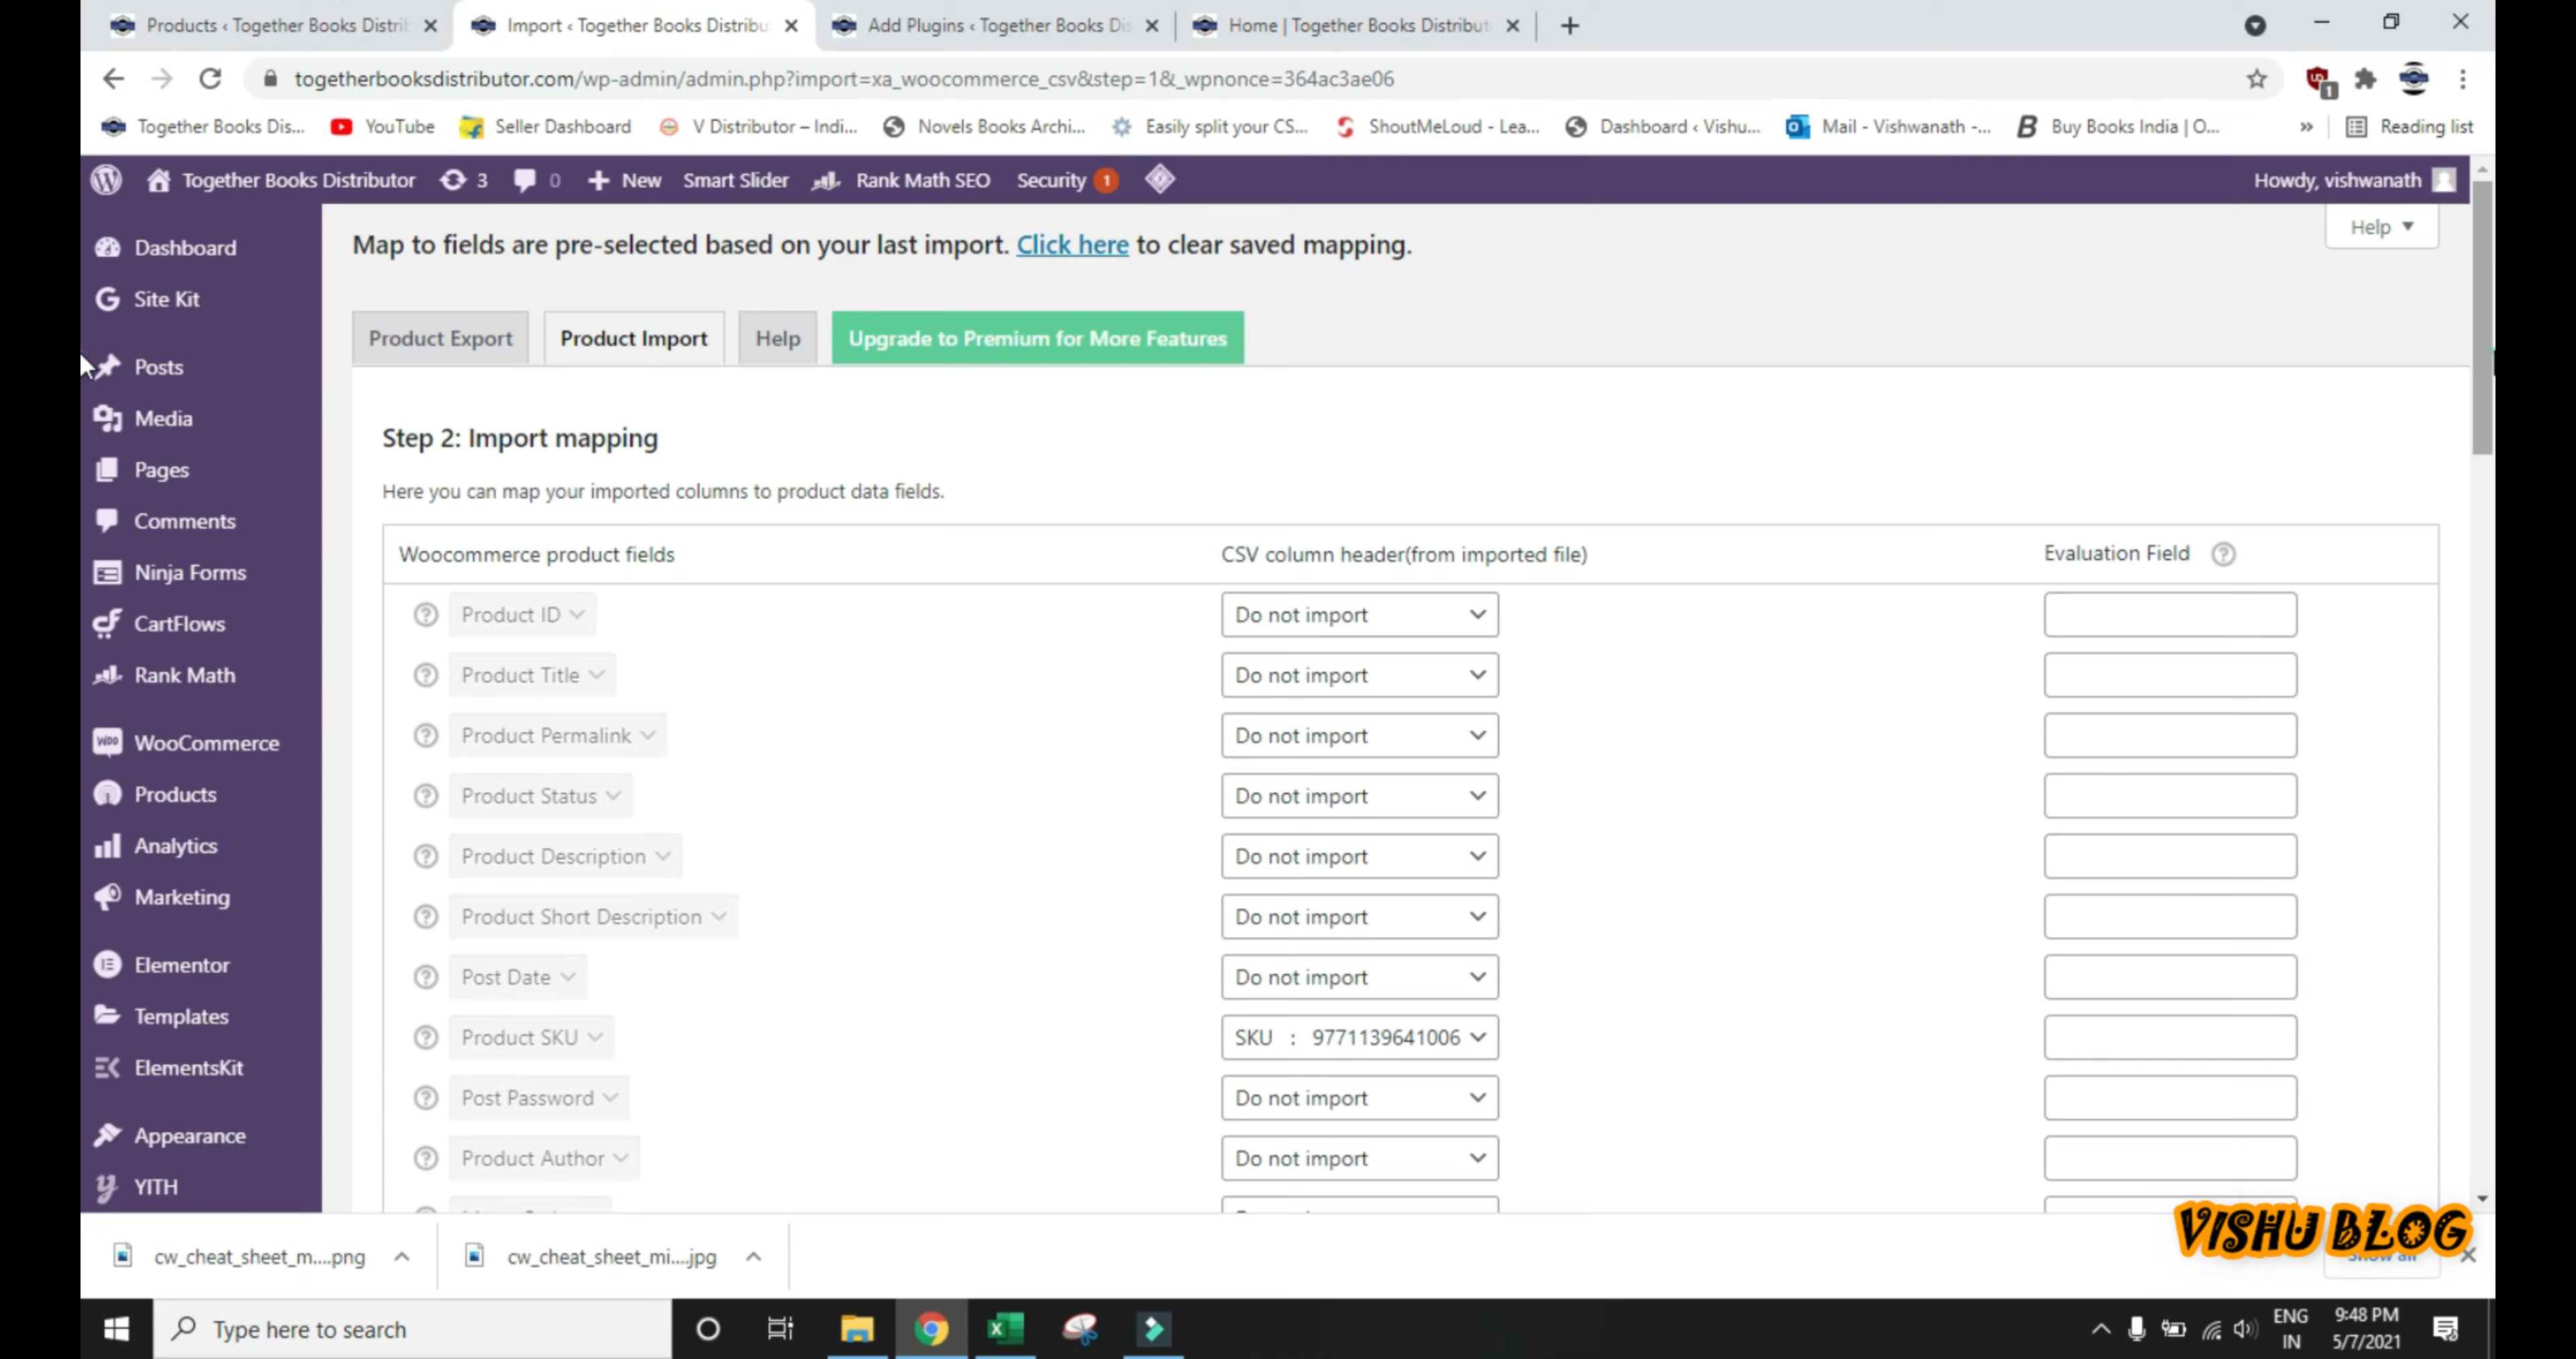 Products ‹ Together Books Distrib
Import ‹ Together Books Distribu
Add Plugins ‹ Together Books Dis
Home | Together Books Distribut
togetherbooksdistributor.com/wp-admin/admin.php?import=xa_woocommerce_csv&step=1&_wpnonce=364ac3ae06
1
Together Books Dis...
YouTube
Seller Dashboard
V Distributor – Indi...
Novels Books Archi...
Easily split your CS...
ShoutMeLoud - Lea...
Dashboard ‹ Vishu...
Mail - Vishwanath -...
Buy Books India | O...
»
Reading list
Together Books Distributor
3
0
New
Smart Slider
Rank Math SEO
Security 1
Howdy, vishwanath
Dashboard
Site Kit
Posts
Media
Pages
Comments
Ninja Forms
CartFlows
Rank Math
WooCommerce
Products
Analytics
Marketing
Elementor
Templates
ElementsKit
Appearance
YITH
Map to fields are pre-selected based on your last import. Click here to clear saved mapping.
Help
Product Export
Product Import
Help
Upgrade to Premium for More Features
Step 2: Import mapping
Here you can map your imported columns to product data fields.
Woocommerce product fields
CSV column header(from imported file)
Evaluation Field
Product ID
Do not import
Product Title
Do not import
Product Permalink
Do not import
Product Status
Do not import
Product Description
Do not import
Product Short Description
Do not import
Post Date
Do not import
Product SKU
SKU : 9771139641006
Post Password
Do not import
Product Author
Do not import
VISHU BLOG
cw_cheat_sheet_m....png
cw_cheat_sheet_mi....jpg
Show all
Type here to search
ENG
IN
9:48 PM
5/7/2021